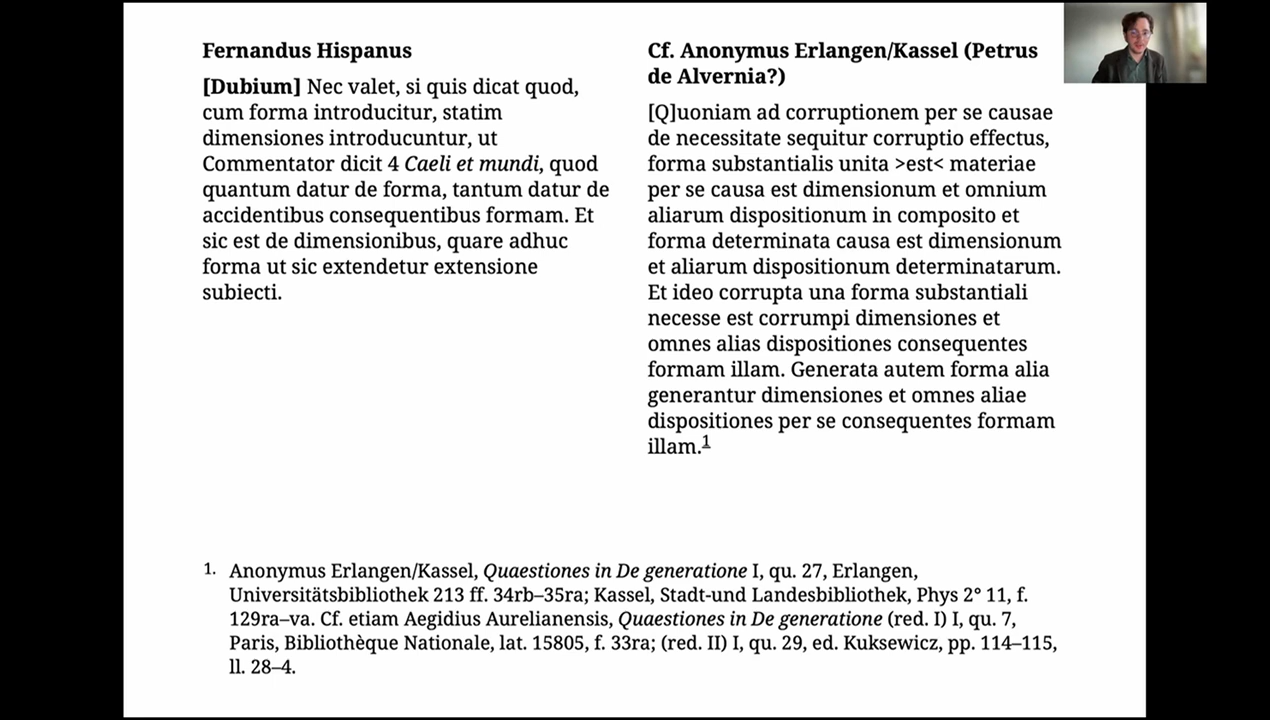 Fernandus Hispanus
[Dubium] Nec valet, si quis dicat quod,
cum forma introducitur, statim
dimensiones introducuntur, ut
Commentator dicit 4 Caeli et mundi, quod
quantum datur de forma, tantum datur de
accidentibus consequentibus formam. Et
sic est de dimensionibus, quare adhuc
forma ut sic extendetur extensione
subiecti.
Cf. Anonymus Erlangen/Kassel (Petrus
de Alvernia?)
[Q]uoniam ad corruptionem per se causae
de necessitate sequitur corruptio effectus,
forma substantialis unita >est< materiae
per se causa est dimensionum et omnium
aliarum dispositionum in composito et
forma determinata causa est dimensionum
et aliarum dispositionum determinatarum.
Et ideo corrupta una forma substantiali
necesse est corrumpi dimensiones et
omnes alias dispositiones consequentes
formam illam. Generata autem forma alia
generantur dimensiones et omnes aliae
dispositiones per se consequentes formam
illam.1
1. Anonymus Erlangen/Kassel, Quaestiones in De generatione I, qu. 27, Erlangen,
Universitätsbibliothek 213 ff. 34rb–35ra; Kassel, Stadt-und Landesbibliothek, Phys 2° 11, f.
129ra–va. Cf. etiam Aegidius Aurelianensis, Quaestiones in De generatione (red. I) I, qu. 7,
Paris, Bibliothèque Nationale, lat. 15805, f. 33ra; (red. II) I, qu. 29, ed. Kuksewicz, pp. 114–115,
ll. 28–4.